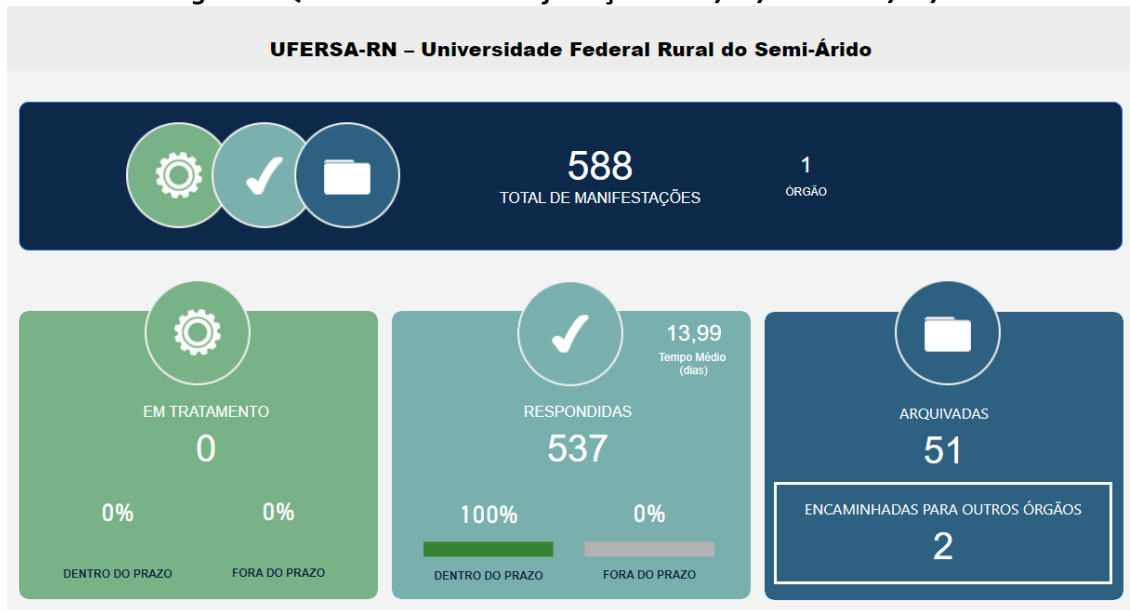 UFERSA-RN – Universidade Federal Rural do Semi-Árido
588
TOTAL DE MANIFESTAÇÕES
1
ÓRGÃO
EM TRATAMENTO
0
0%
0%
DENTRO DO PRAZO
FORA DO PRAZO
13,99
Tempo Médio
(dias)
RESPONDIDAS
537
100%
0%
DENTRO DO PRAZO
FORA DO PRAZO
ARQUIVADAS
51
ENCAMINHADAS PARA OUTROS ÓRGÃOS
2